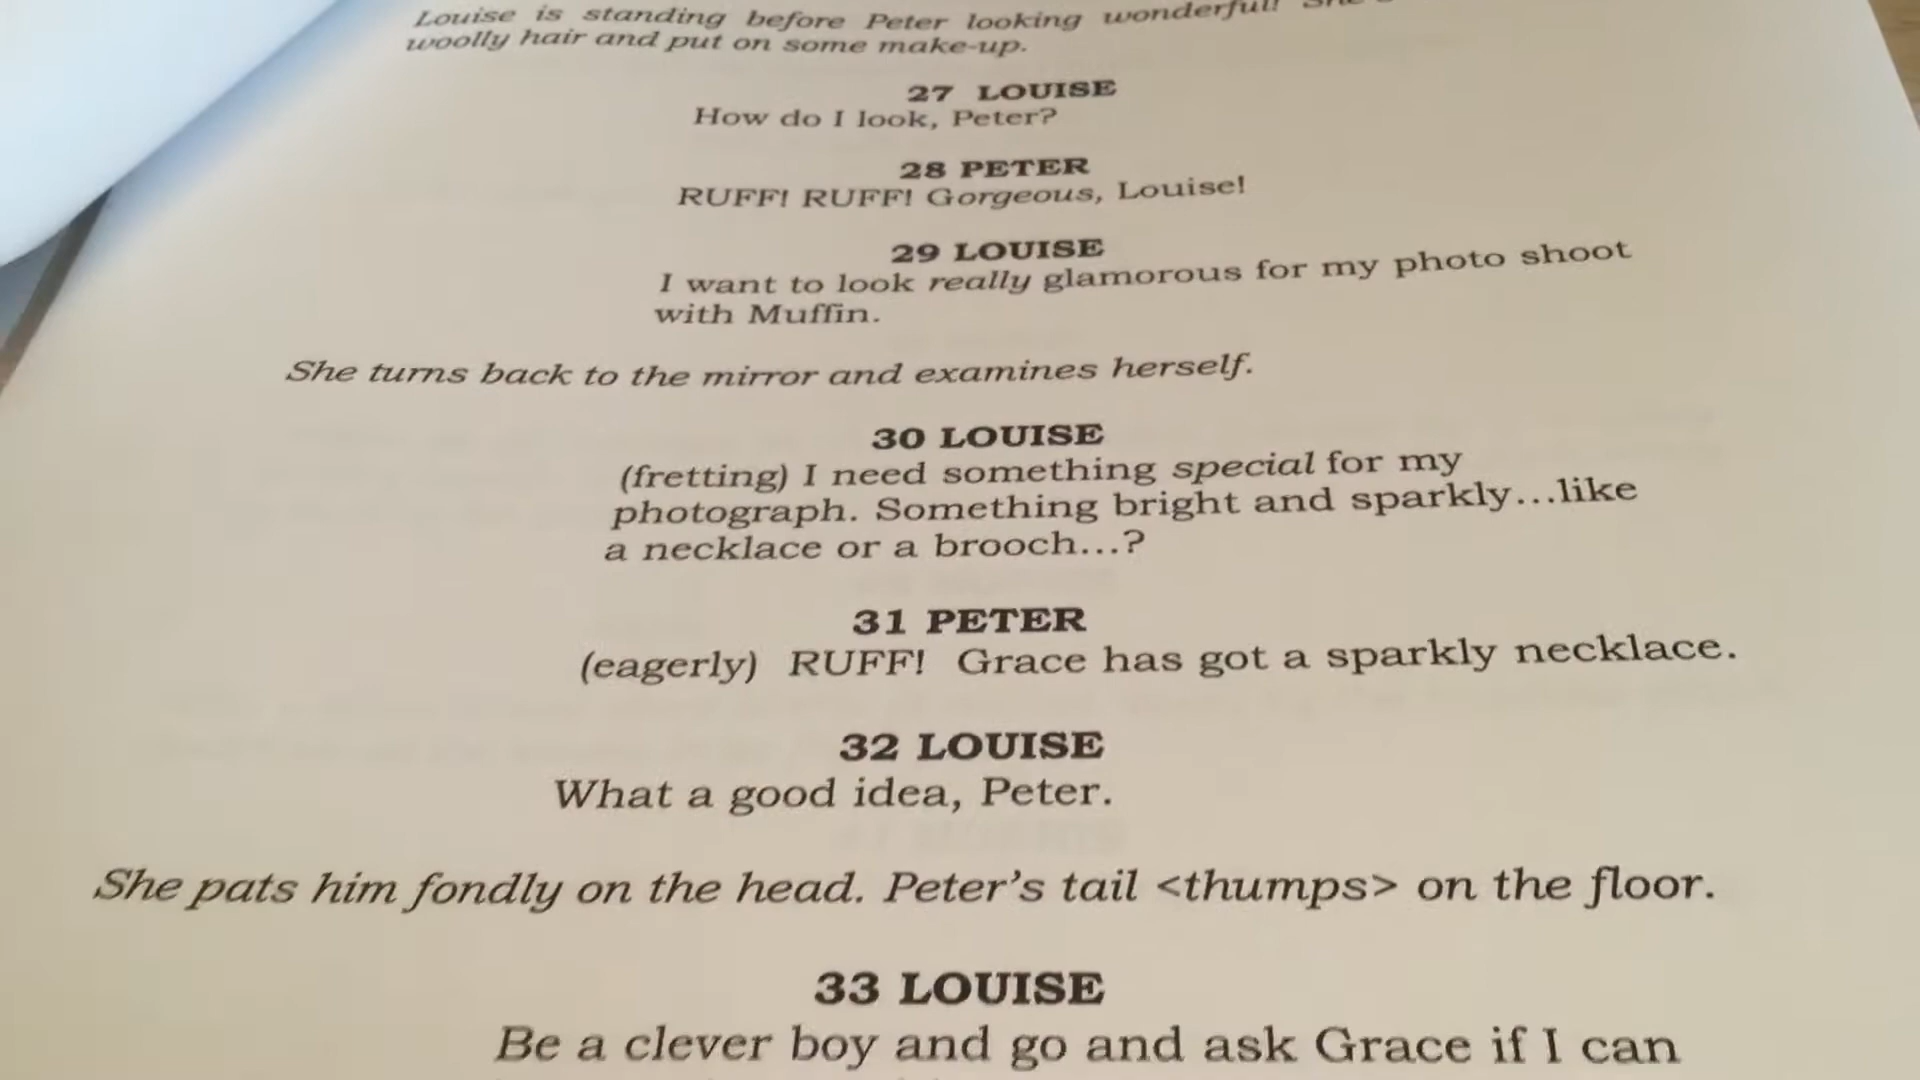 Louise is standing before Peter looking wonderful! She's
woolly hair and put on some make-up.
27 LOUISE
How do I look, Peter?
28 PETER
RUFF! RUFF! Gorgeous, Louise!
29 LOUISE
I want to look really glamorous for my photo shoot
with Muffin.
She turns back to the mirror and examines herself.
30 LOUISE
(fretting) I need something special for my
photograph. Something bright and sparkly...like
a necklace or a brooch...?
31 PETER
(eagerly) RUFF! Grace has got a sparkly necklace.
32 LOUISE
What a good idea, Peter.
She pats him fondly on the head. Peter's tail <thumps> on the floor.
33 LOUISE
Be a clever boy and go and ask Grace if I can